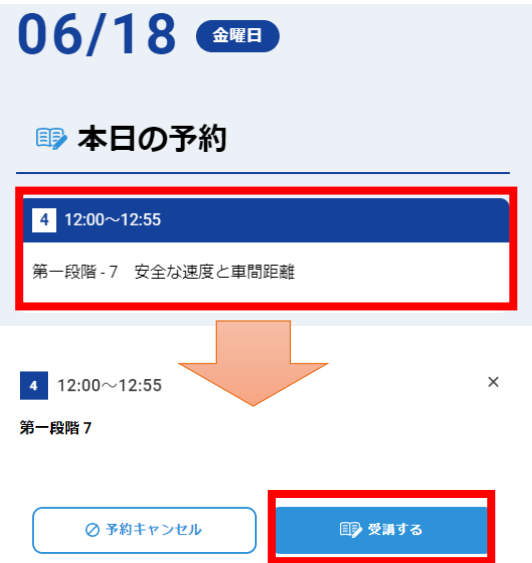 06/18 金曜日
本日の予約
4 12:00～12:55
第一段階 - 7　安全な速度と車間距離
4 12:00～12:55 ×
第一段階 7
予約キャンセル 受講する